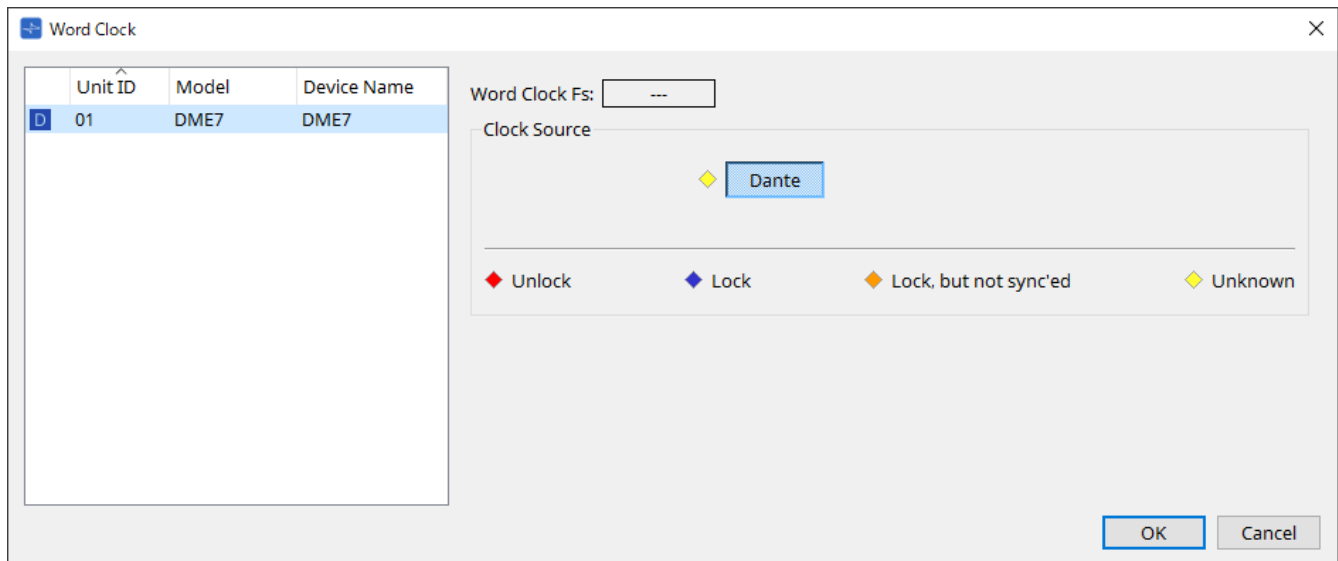 Word Clock
Unit ID Model Device Name
D 01 DME7 DME7
Word Clock Fs: ---
Clock Source
Dante
Unlock Lock Lock, but not sync'ed Unknown
OK Cancel